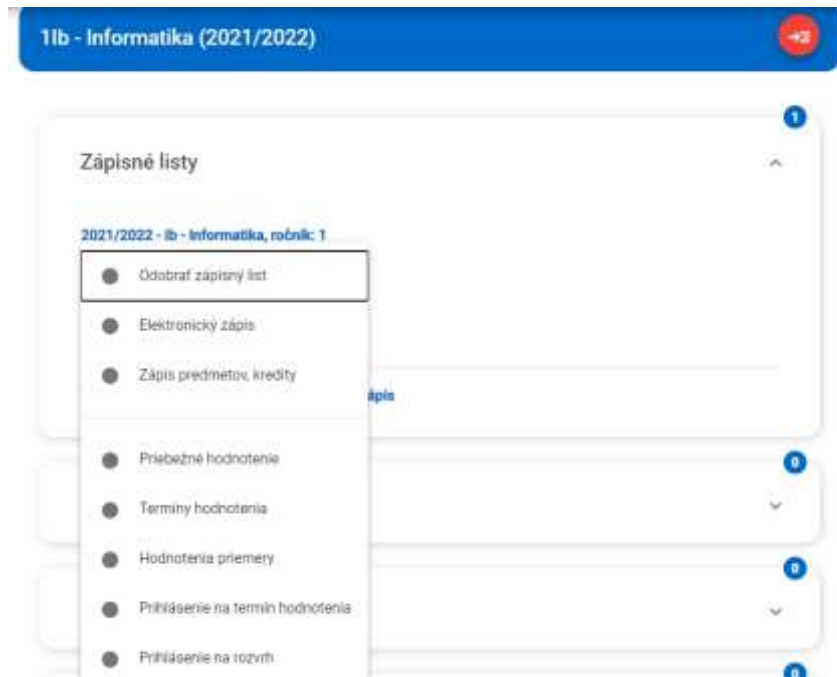 1Ib - Informatika (2021/2022)
1
Zápisné listy
2021/2022 - Ib - Informatika, ročník: 1
Odobrať zápisný list
Elektronický zápis
Zápis predmetov, kredity
ápis
Priebežné hodnotenie
0
Termíny hodnotenia
Hodnotenia priemery
0
Prihlásenie na termín hodnotenia
Prihlásenie na rozvrh
0